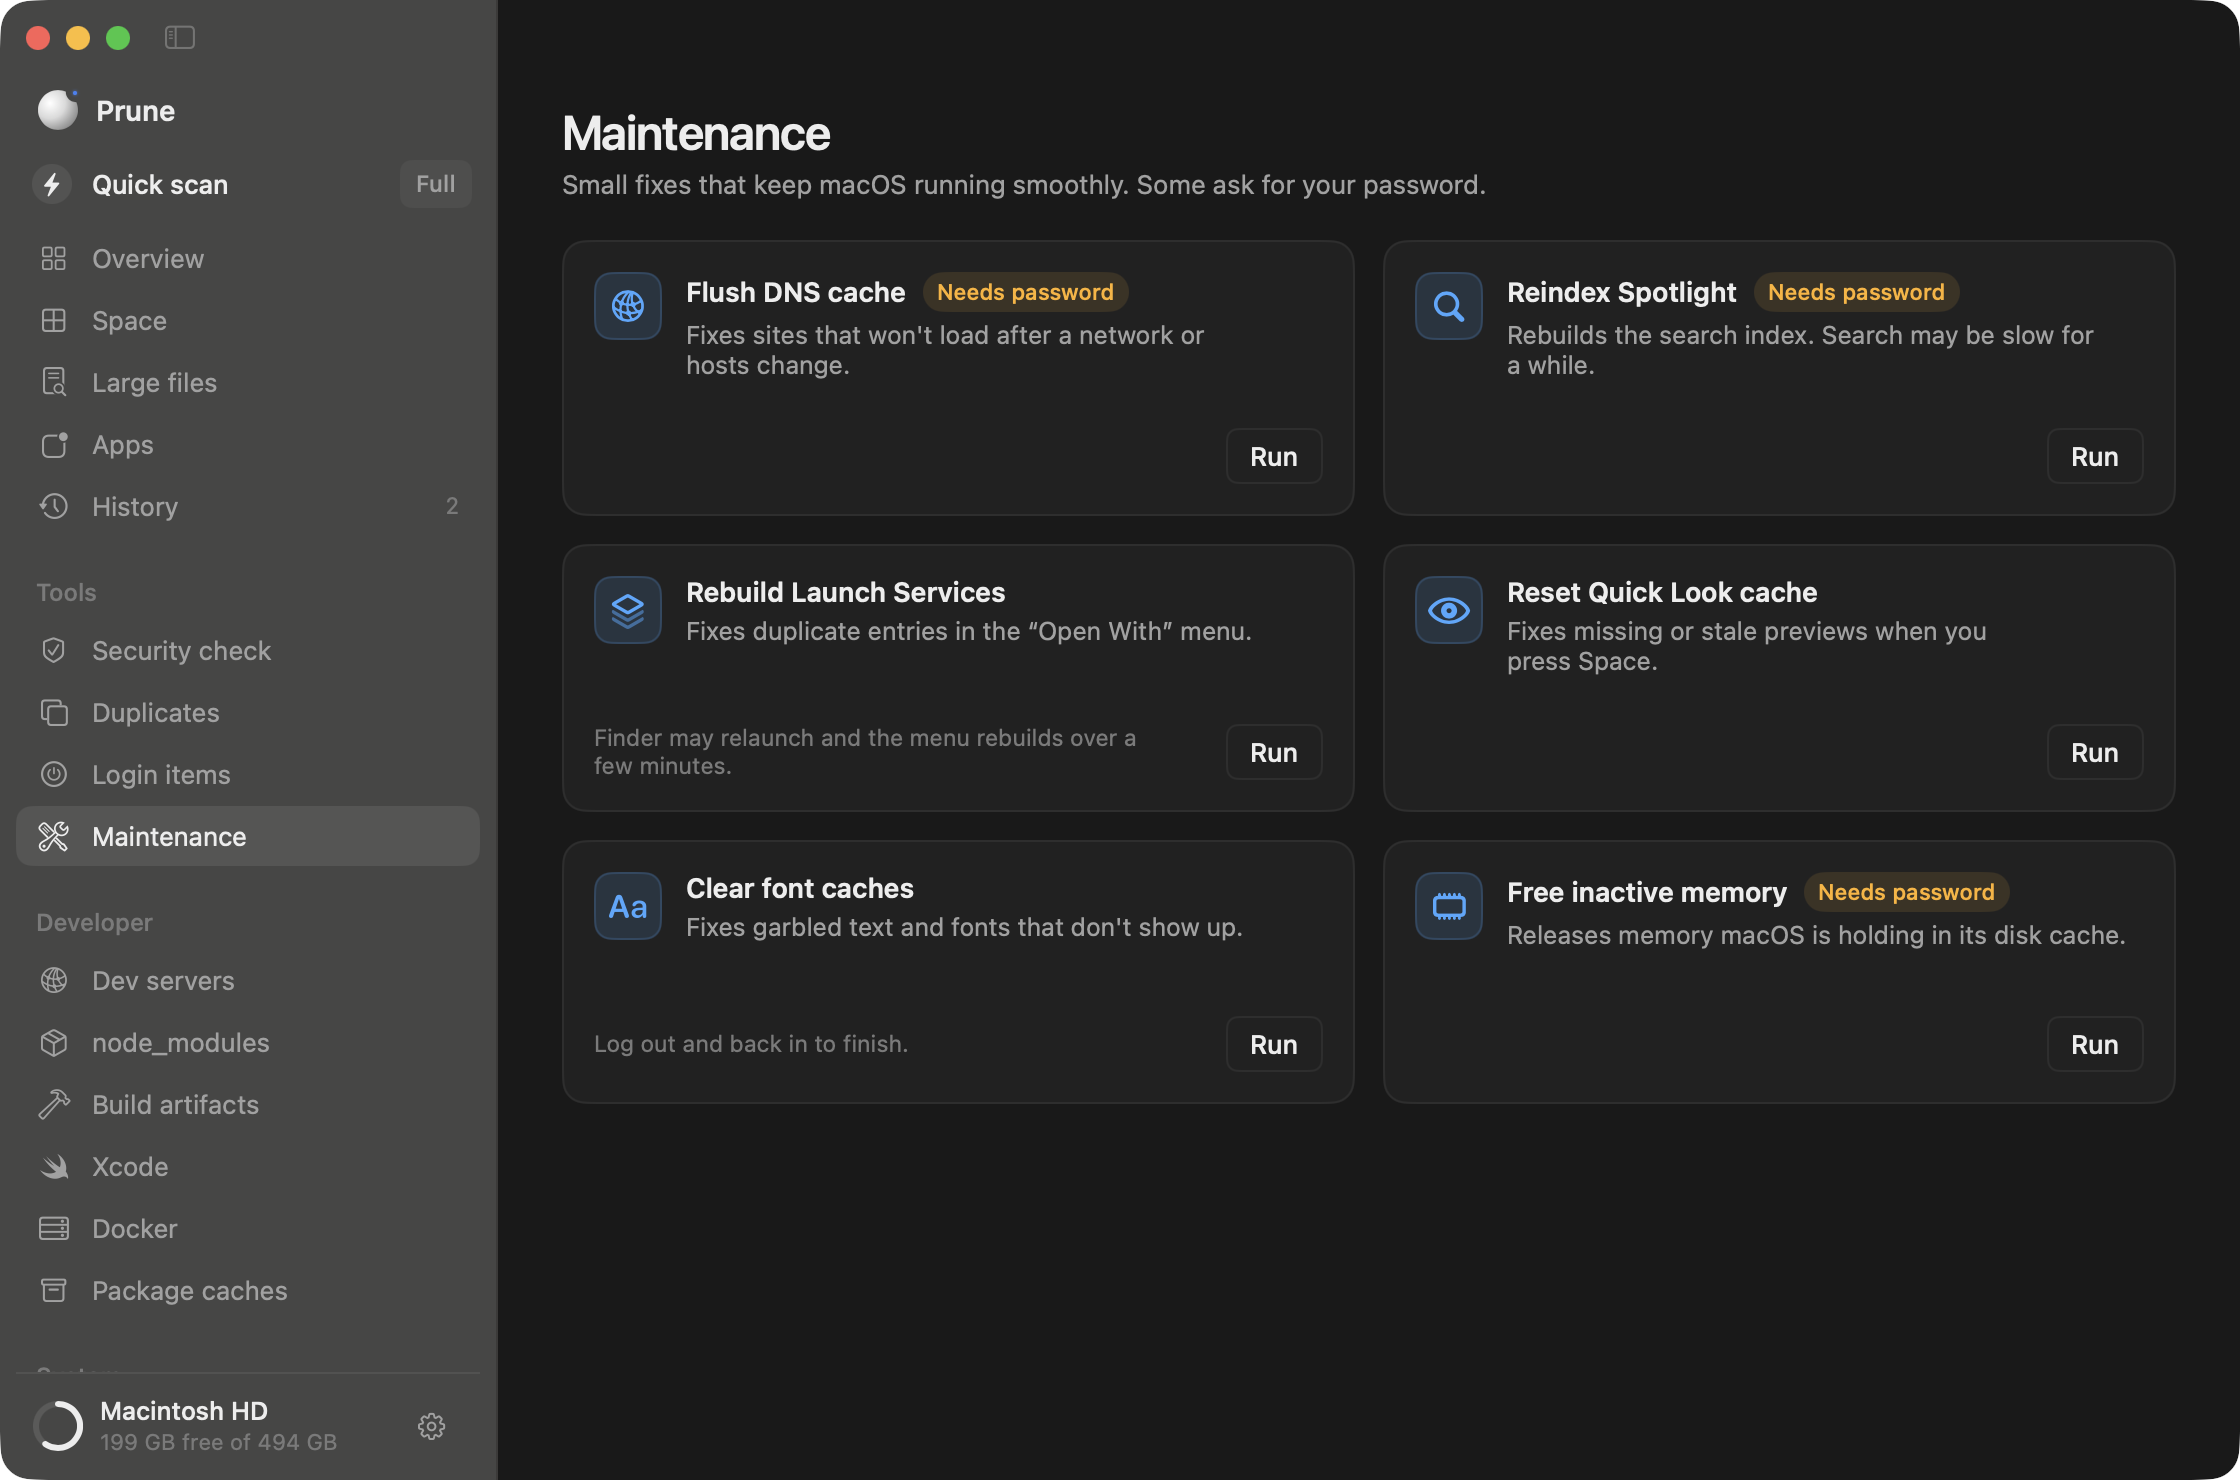 Prune
Quick scan
Full
Overview
Space
Large files
Apps
History
2
Tools
Security check
Duplicates
Login items
Maintenance
Developer
Dev servers
node_modules
Build artifacts
Xcode
Docker
Package caches
Macintosh HD
199 GB free of 494 GB
Maintenance
Small fixes that keep macOS running smoothly. Some ask for your password.
Flush DNS cache
Needs password
Fixes sites that won't load after a network or
hosts change.
Run
Reindex Spotlight
Needs password
Rebuilds the search index. Search may be slow for
a while.
Run
Rebuild Launch Services
Fixes duplicate entries in the “Open With” menu.
Finder may relaunch and the menu rebuilds over a
few minutes.
Run
Reset Quick Look cache
Fixes missing or stale previews when you
press Space.
Run
Aa
Clear font caches
Fixes garbled text and fonts that don't show up.
Log out and back in to finish.
Run
Free inactive memory
Needs password
Releases memory macOS is holding in its disk cache.
Run